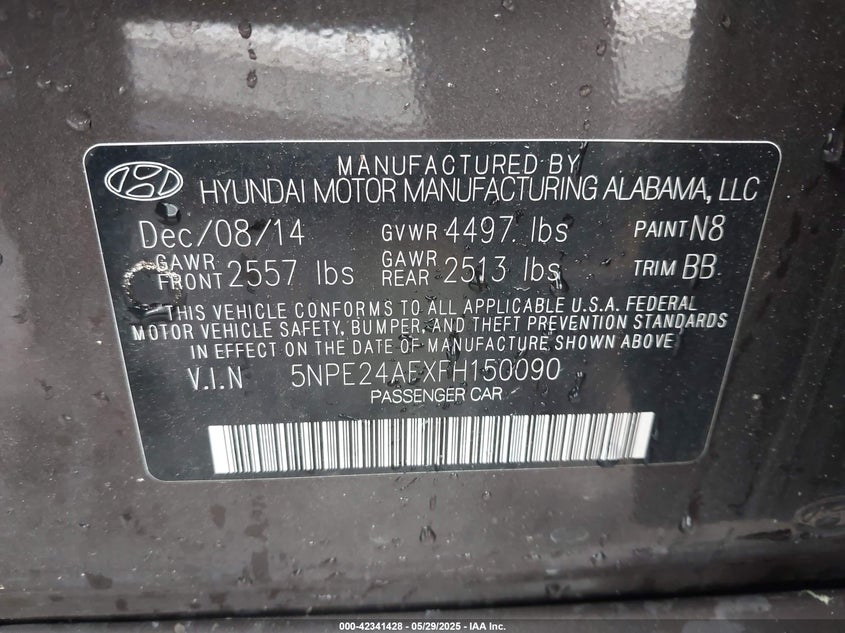 MANUFACTURED BY
HYUNDAI MOTOR MANUFACTURING ALABAMA, LLC
Dec/08/14 GVWR 4497 lbs PAINT N8
GAWR FRONT 2557 lbs GAWR REAR 2513 lbs TRIM BB
THIS VEHICLE CONFORMS TO ALL APPLICABLE U.S.A. FEDERAL
MOTOR VEHICLE SAFETY, BUMPER, AND THEFT PREVENTION STANDARDS
IN EFFECT ON THE DATE OF MANUFACTURE SHOWN ABOVE
V.I.N 5NPE24AFXFH150090
PASSENGER CAR
000-42341428 - 05/29/2025 - IAA Inc.